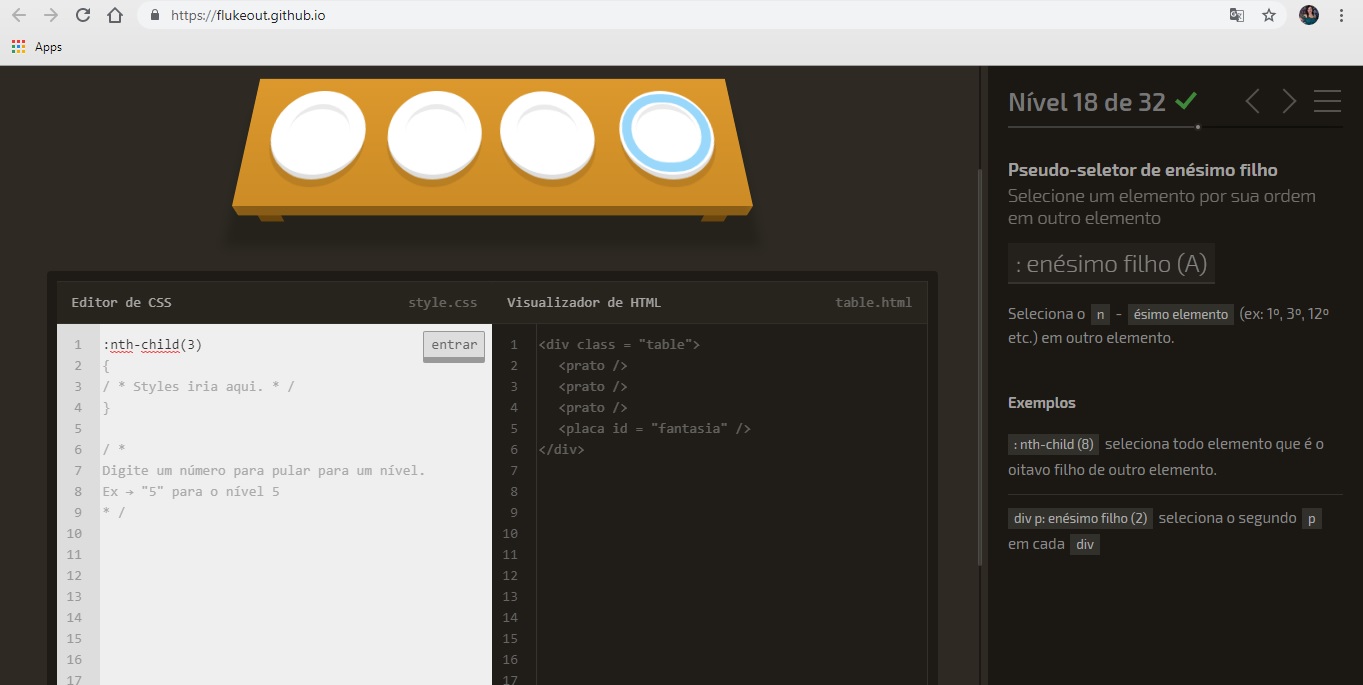 https://flukeout.github.io
Apps
Nível 18 de 32
Pseudo-seletor de enésimo filho
Selecione um elemento por sua ordem
em outro elemento
: enésimo filho (A)
Seleciona o n - ésimo elemento (ex: 1º, 3º, 12º
etc.) em outro elemento.
Exemplos
: nth-child (8) seleciona todo elemento que é o
oitavo filho de outro elemento.
div p: enésimo filho (2) seleciona o segundo p
em cada div
Editor de CSS style.css
1 :nth-child(3) entrar
2 {
3 / * Styles iria aqui. * /
4 }
5
6 / *
7 Digite um número para pular para um nível.
8 Ex → "5" para o nível 5
9 * /
10
11
12
13
14
15
16
17
Visualizador de HTML table.html
1 <div class = "table">
2 <prato />
3 <prato />
4 <prato />
5 <placa id = "fantasia" />
6 </div>
7
8
9
10
11
12
13
14
15
16
17